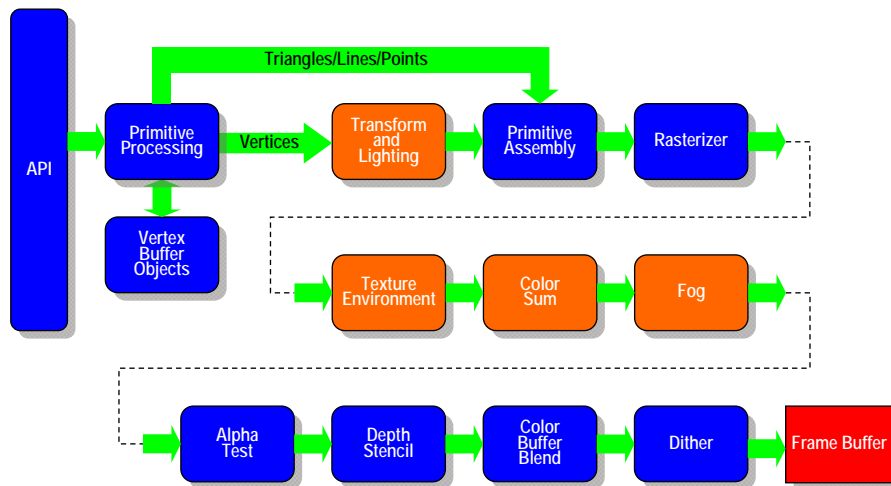 Triangles/Lines/Points
API
Primitive
Processing
Vertices
Transform
and
Lighting
Primitive
Assembly
Rasterizer
Vertex
Buffer
Objects
Texture
Environment
Color
Sum
Fog
Alpha
Test
Depth
Stencil
Color
Buffer
Blend
Dither
Frame Buffer